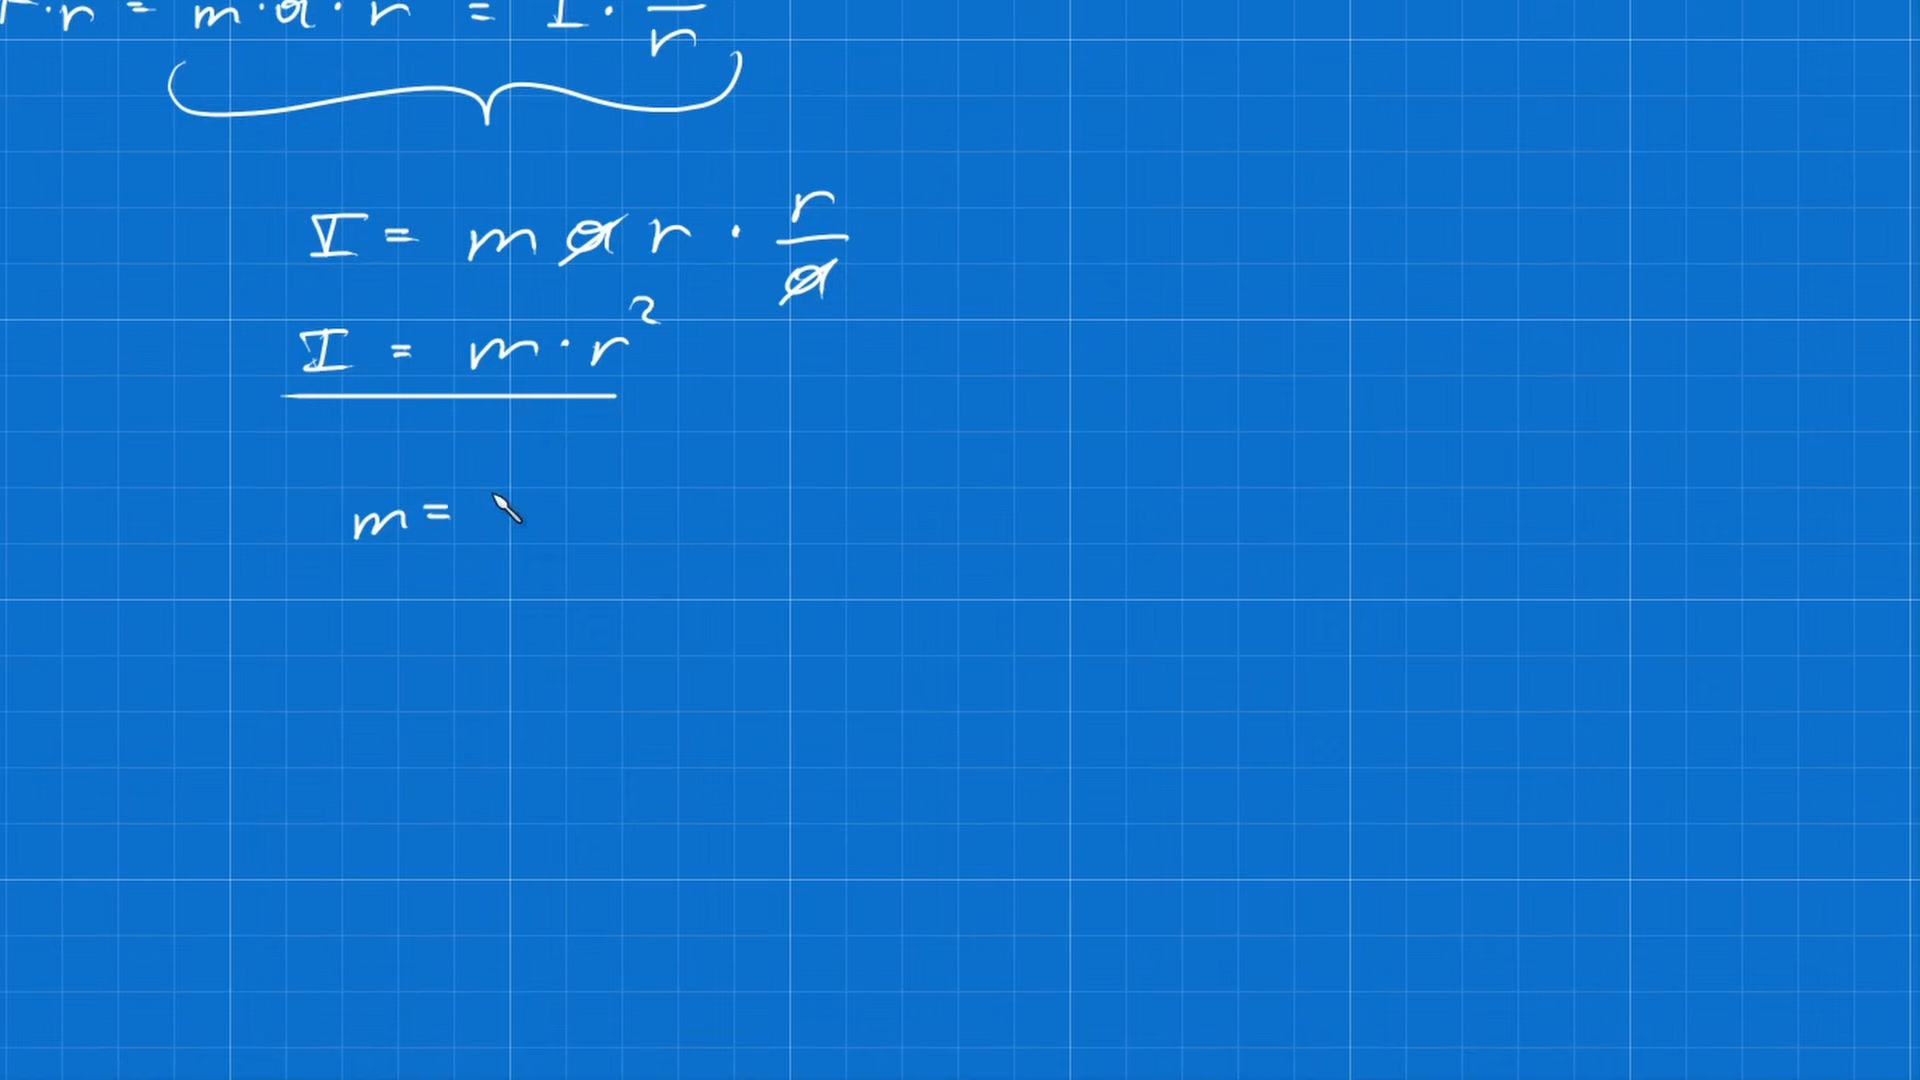 · r = m · a · r = I · — r
I = m a r · r / a
I = m · r²
m =